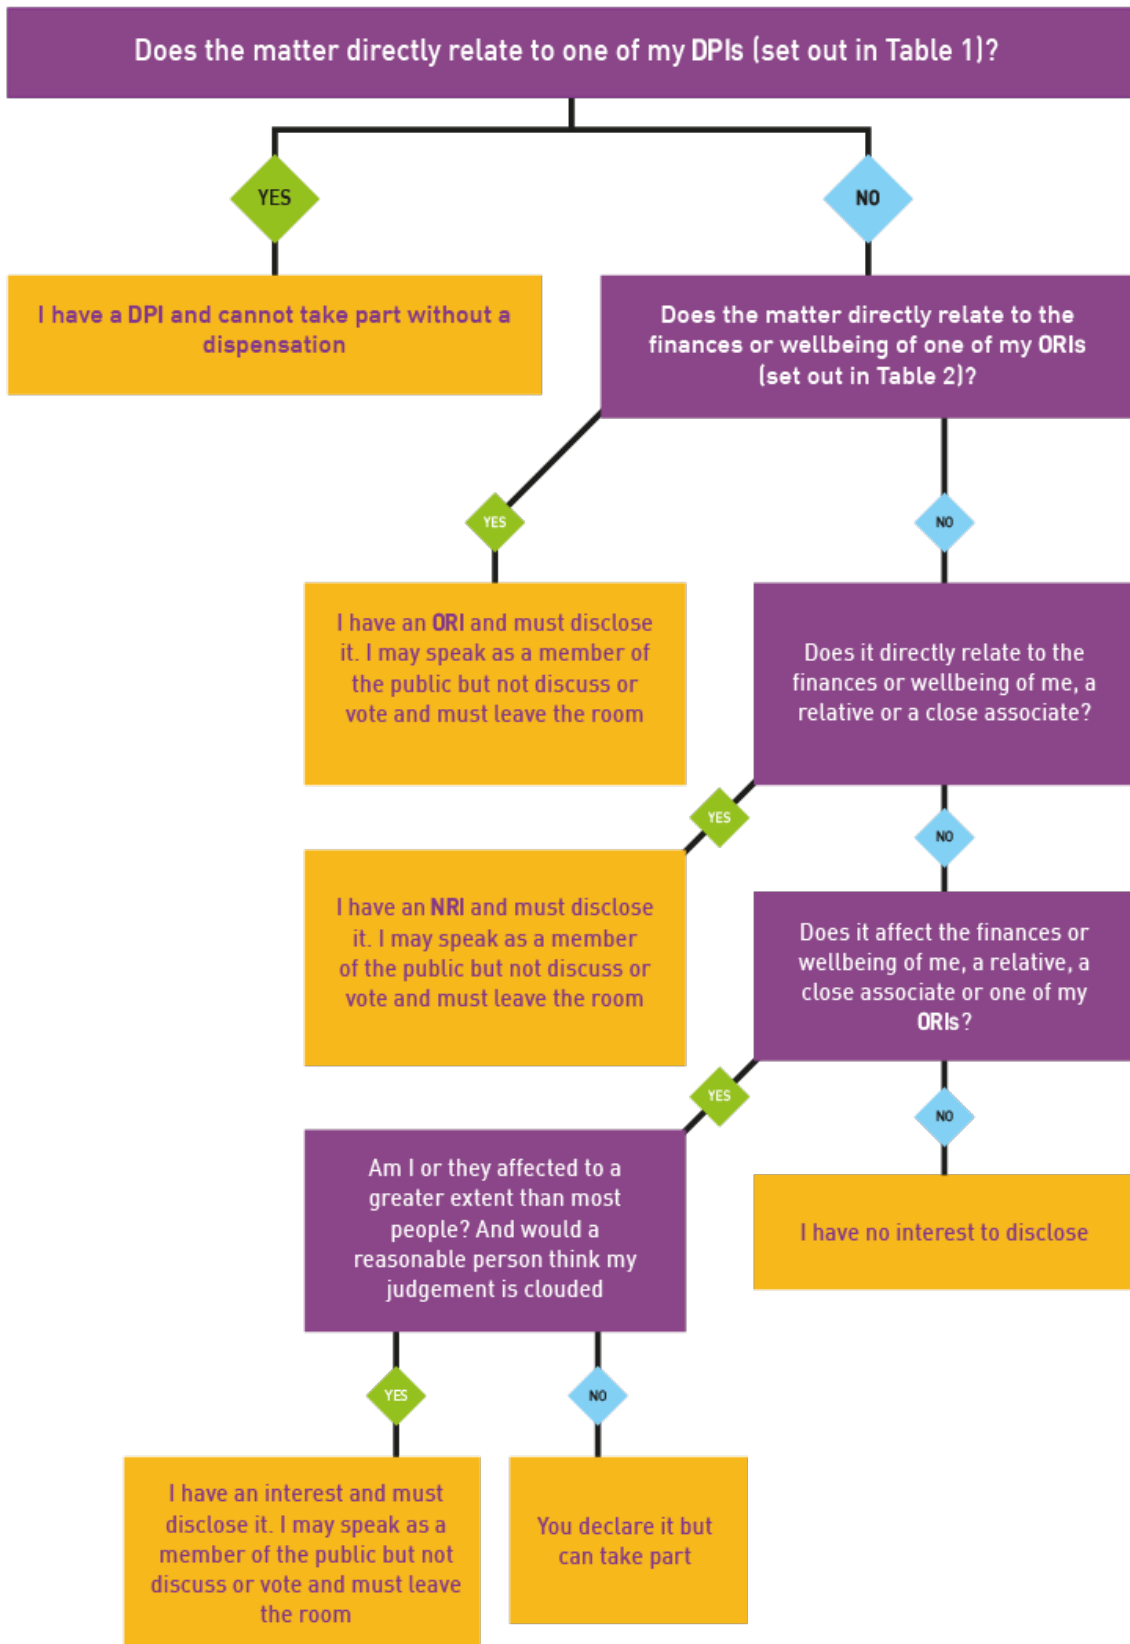 Does the matter directly relate to one of my DPIs (set out in Table 1)?
YES
NO
I have a DPI and cannot take part without a
dispensation
Does the matter directly relate to the
finances or wellbeing of one of my ORIs
(set out in Table 2)?
YES
NO
I have an ORI and must disclose
it. I may speak as a member of
the public but not discuss or
vote and must leave the room
Does it directly relate to the
finances or wellbeing of me, a
relative or a close associate?
YES
NO
I have an NRI and must disclose
it. I may speak as a member
of the public but not discuss or
vote and must leave the room
Does it affect the finances or
wellbeing of me, a relative, a
close associate or one of my
ORIs?
YES
NO
Am I or they affected to a
greater extent than most
people? And would a
reasonable person think my
judgement is clouded
I have no interest to disclose
YES
NO
I have an interest and must
disclose it. I may speak as a
member of the public but not
discuss or vote and must leave
the room
You declare it but
can take part